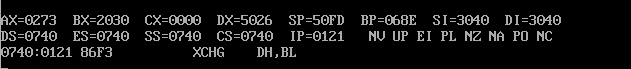 AX=0273 BX=2030 CX=0000 DX=5026 SP=50FD BP=068E SI=3040 DI=3040
DS=0740 ES=0740 SS=0740 CS=0740 IP=0121 NV UP EI PL NZ NA PO NC
0740:0121 86F3 XCHG DH,BL